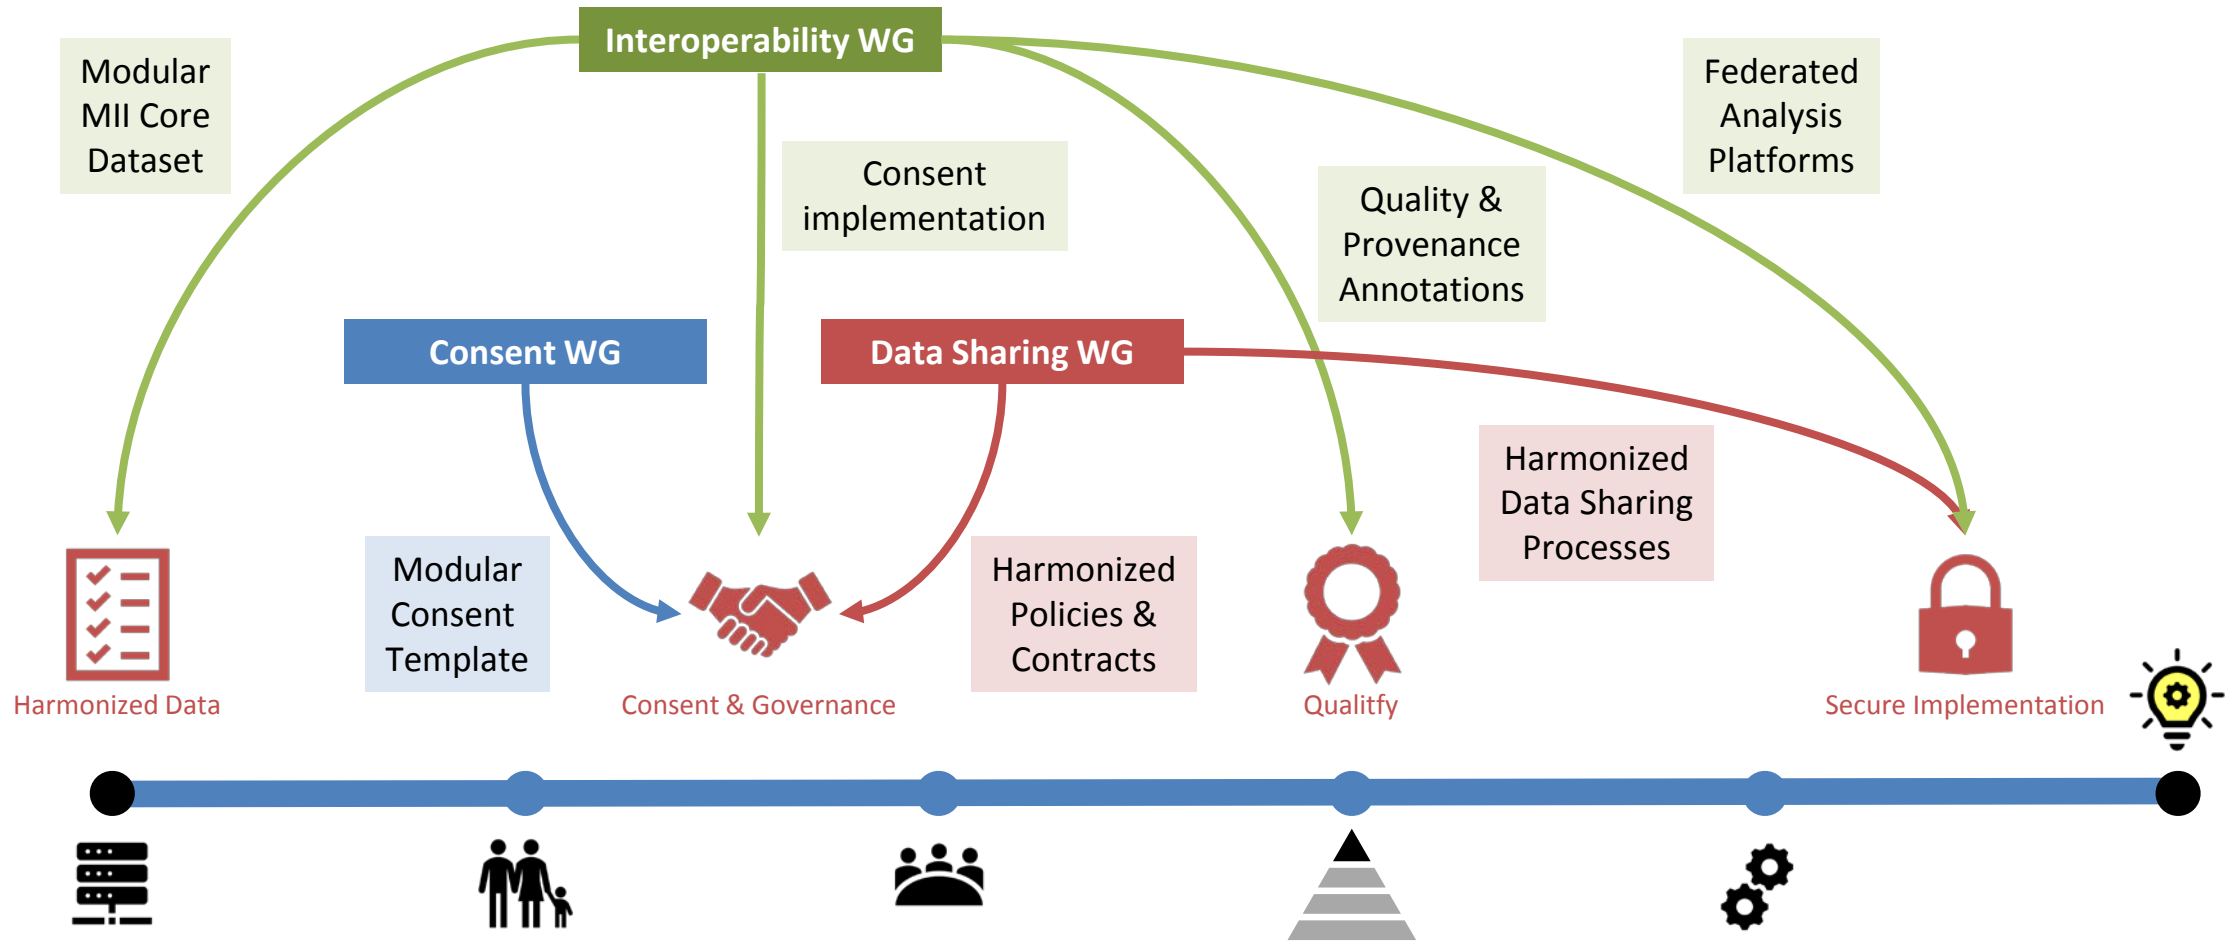 Interoperability WG
Modular
MII Core
Dataset
Federated
Analysis
Platforms
Consent
implementation
Quality &
Provenance
Annotations
Consent WG
Data Sharing WG
Harmonized
Data Sharing
Processes
Modular
Consent
Template
Harmonized
Policies &
Contracts
Harmonized Data
Consent & Governance
Qualitfy
Secure Implementation